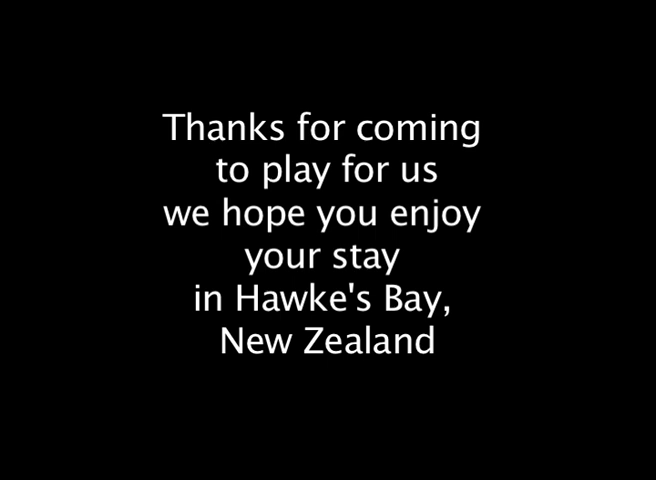 Thanks for coming
to play for us
we hope you enjoy
your stay
in Hawke's Bay,
New Zealand